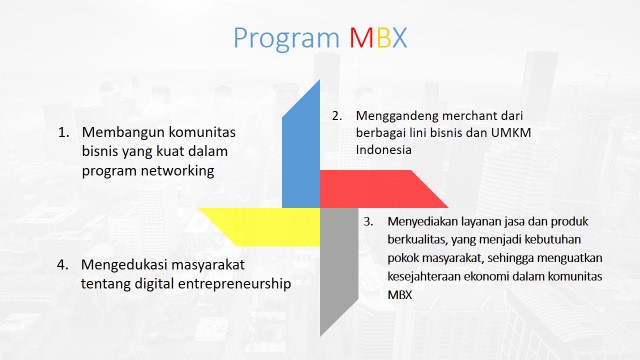 Program MBX
1. Membangun komunitas
bisnis yang kuat dalam
program networking
2. Menggandeng merchant dari
berbagai lini bisnis dan UMKM
Indonesia
3. Menyediakan layanan jasa dan produk
berkualitas, yang menjadi kebutuhan
pokok masyarakat, sehingga menguatkan
kesejahteraan ekonomi dalam komunitas
MBX
4. Mengedukasi masyarakat
tentang digital entrepreneurship